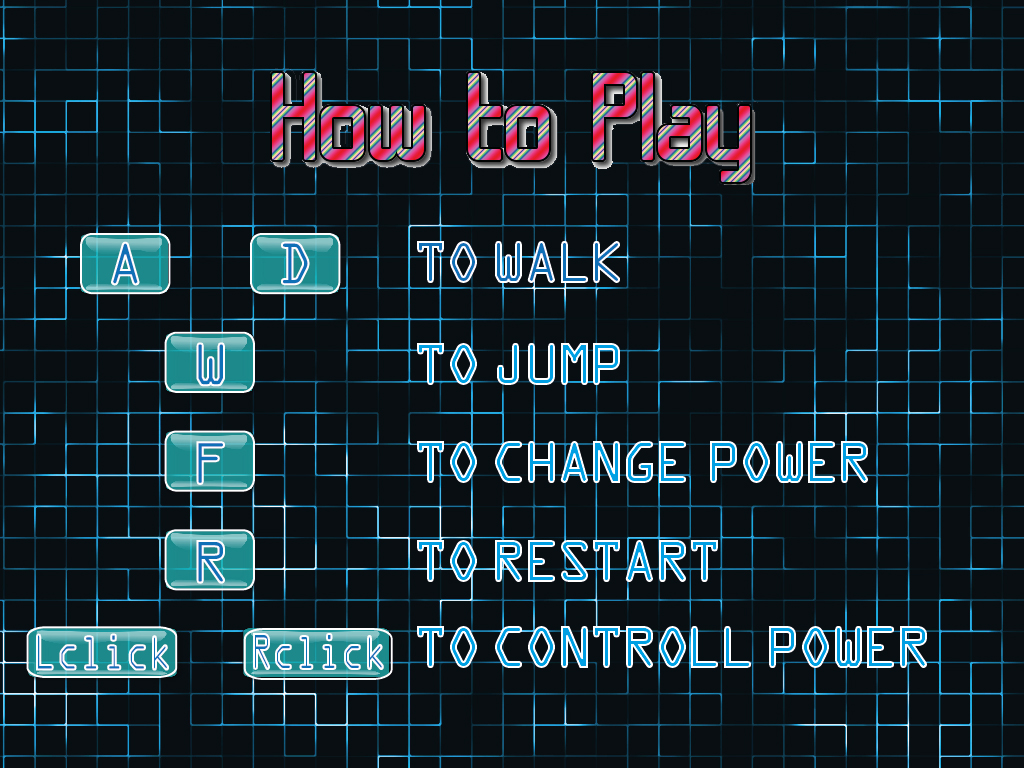 How to Play
A D TO WALK
W TO JUMP
F TO CHANGE POWER
R TO RESTART
Lclick Rclick TO CONTROLL POWER